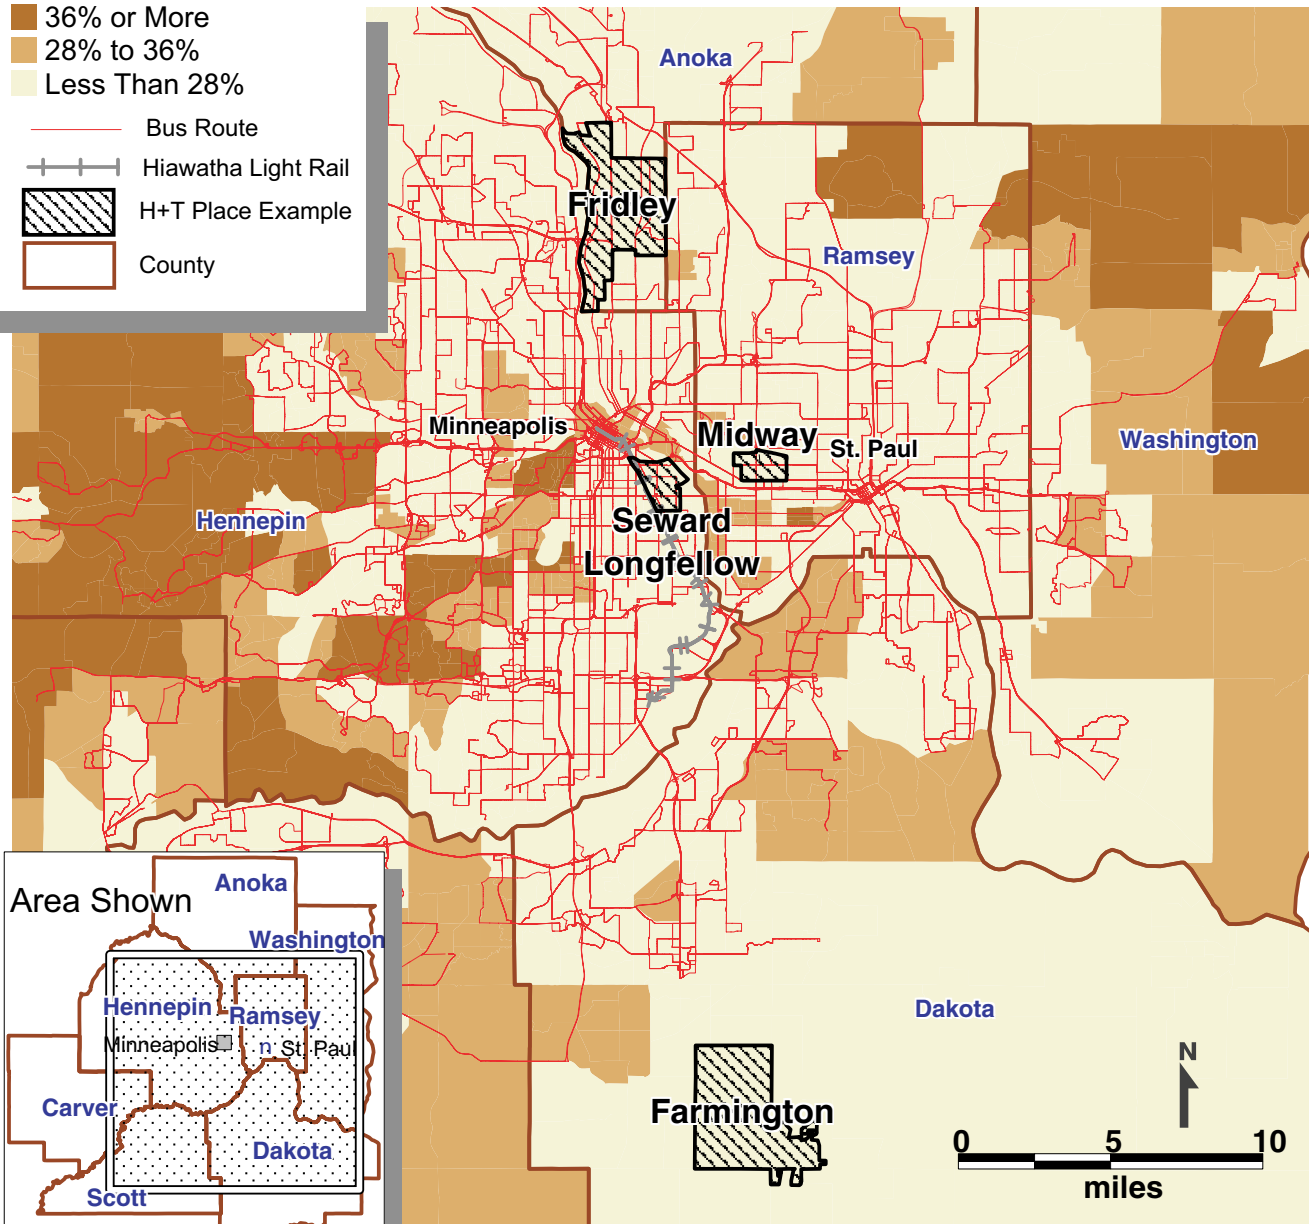 36% or More
28% to 36%
Less Than 28%
Bus Route
Hiawatha Light Rail
H+T Place Example
County
Anoka
Fridley
Ramsey
Minneapolis
Midway
St. Paul
Washington
Hennepin
Seward
Longfellow
Dakota
Farmington
N
0 5 10
miles
Area Shown
Anoka
Washington
Hennepin
Ramsey
Minneapolis
n St. Paul
Carver
Dakota
Scott